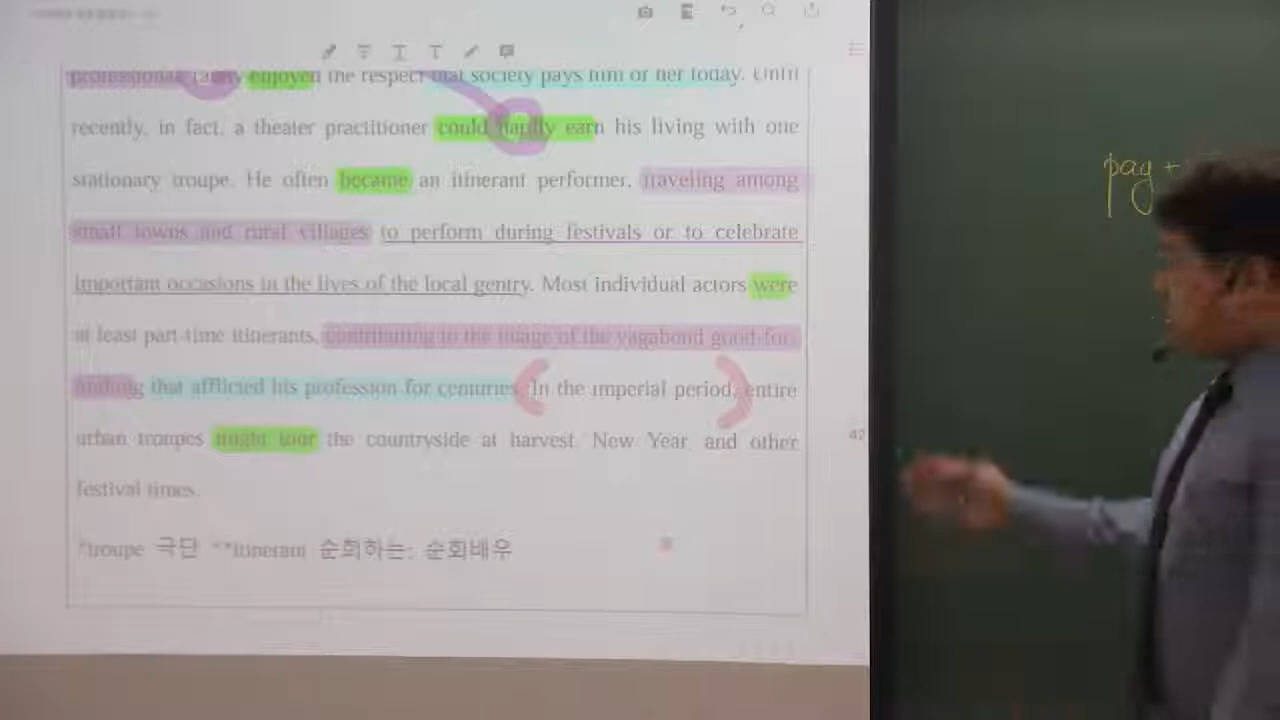 professional rarely enjoyed the respect that society pays him or her today. Until
recently, in fact, a theater practitioner could happily earn his living with one
stationary troupe. He often became an itinerant performer, traveling among
small towns and rural villages to perform during festivals or to celebrate
important occasions in the lives of the local gentry. Most individual actors were
at least part-time itinerants, contributing to the image of the vagabond good-for-
nothing that afflicted his profession for centuries. In the imperial period, entire
urban troupes might tour the countryside at harvest, New Year, and other
festival times.
*troupe 극단 **itinerant 순회하는; 순회배우
42
pag +